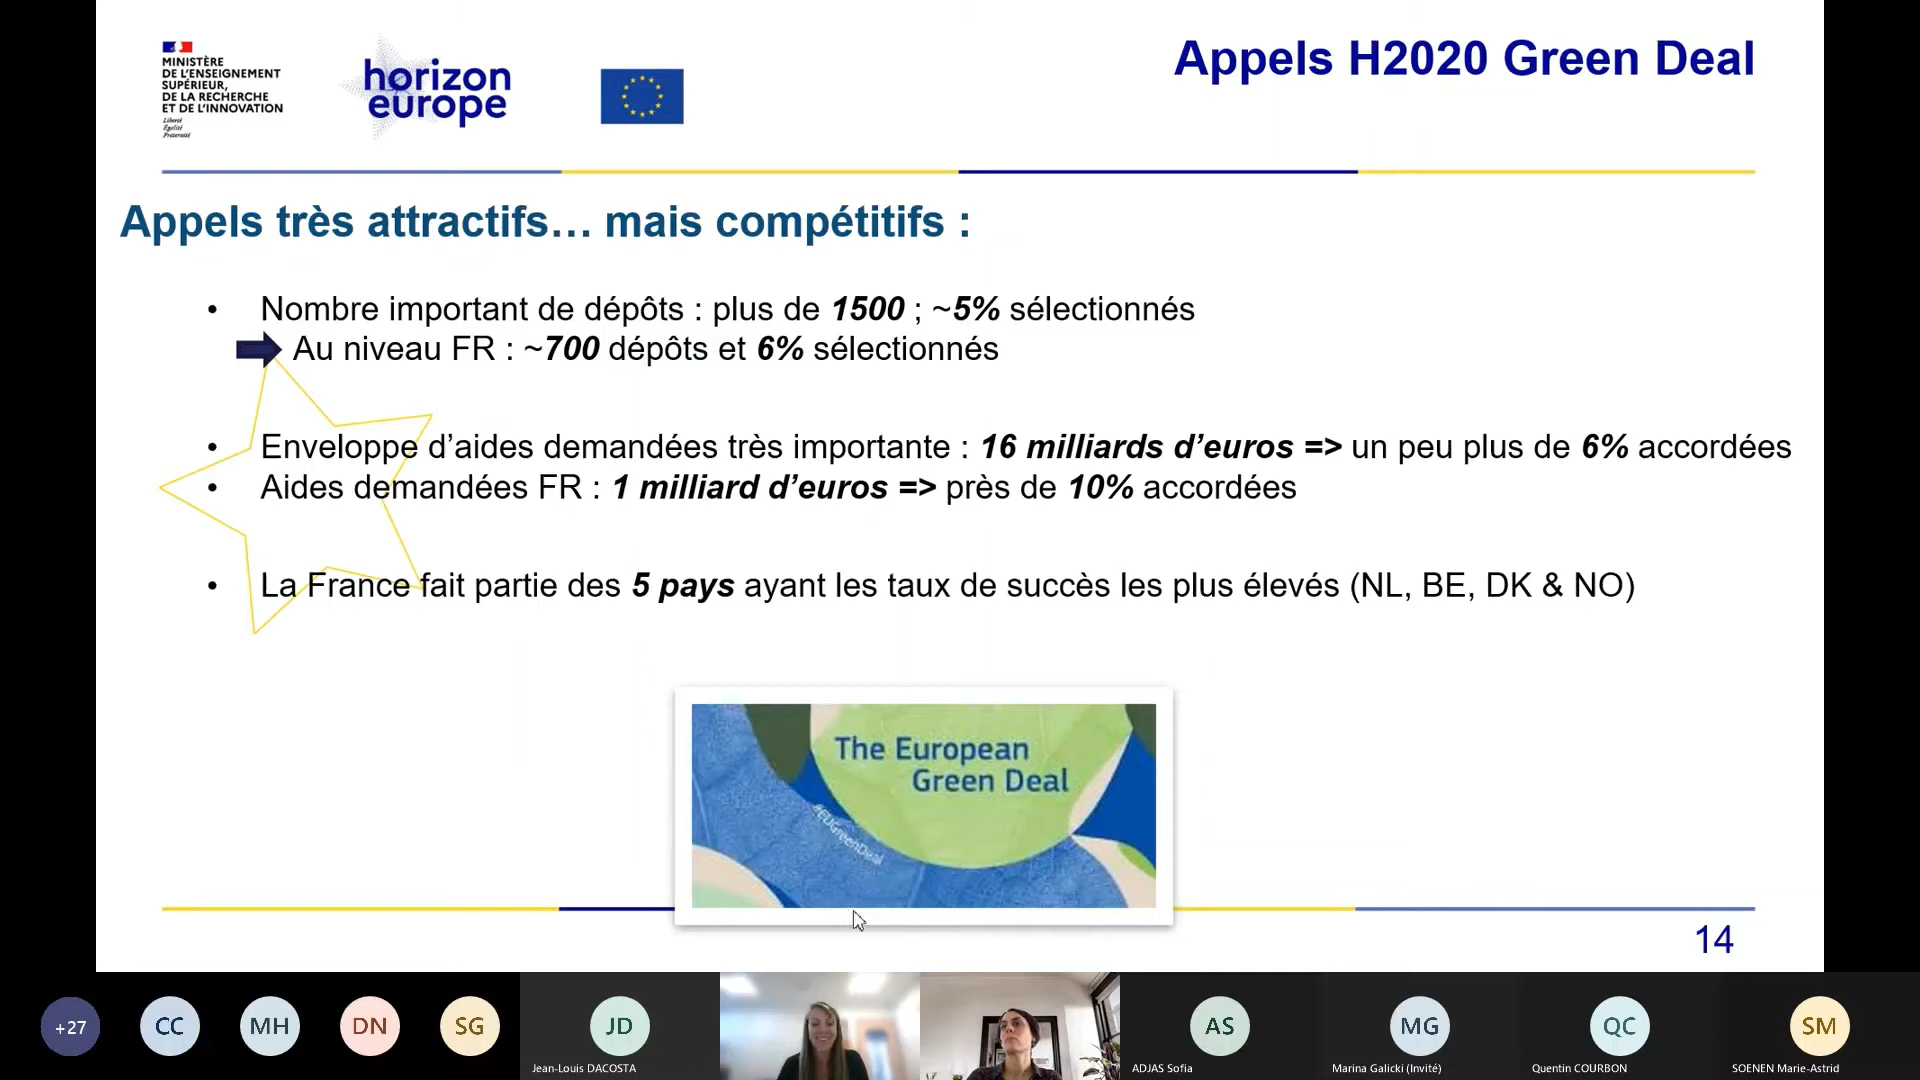 MINISTÈRE
DE L'ENSEIGNEMENT
SUPÉRIEUR,
DE LA RECHERCHE
ET DE L'INNOVATION
Liberté
Égalité
Fraternité
horizon
europe
Appels H2020 Green Deal
Appels très attractifs… mais compétitifs :
• Nombre important de dépôts : plus de 1500 ; ~5% sélectionnés
Au niveau FR : ~700 dépôts et 6% sélectionnés
• Enveloppe d’aides demandées très importante : 16 milliards d’euros => un peu plus de 6% accordées
• Aides demandées FR : 1 milliard d’euros => près de 10% accordées
• La France fait partie des 5 pays ayant les taux de succès les plus élevés (NL, BE, DK & NO)
The European
Green Deal
#EUGreenDeal
14
+27
CC
MH
DN
SG
JD
AS
MG
QC
SM
Jean-Louis DACOSTA
ADJAS Sofia
Marina Galicki (Invité)
Quentin COURBON
SOENEN Marie-Astrid